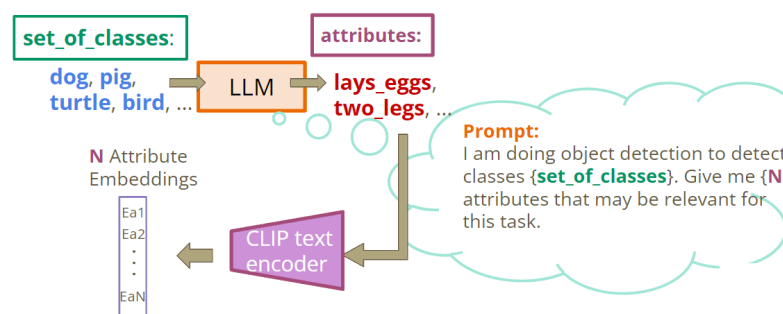 set_of_classes:
attributes:
dog, pig,
turtle, bird, ...
LLM
lays_eggs,
two_legs, ...
Prompt:
I am doing object detection to detect
classes {set_of_classes}. Give me {N
attributes that may be relevant for
this task.
N Attribute
Embeddings
Ea1
Ea2
EaN
CLIP text
encoder